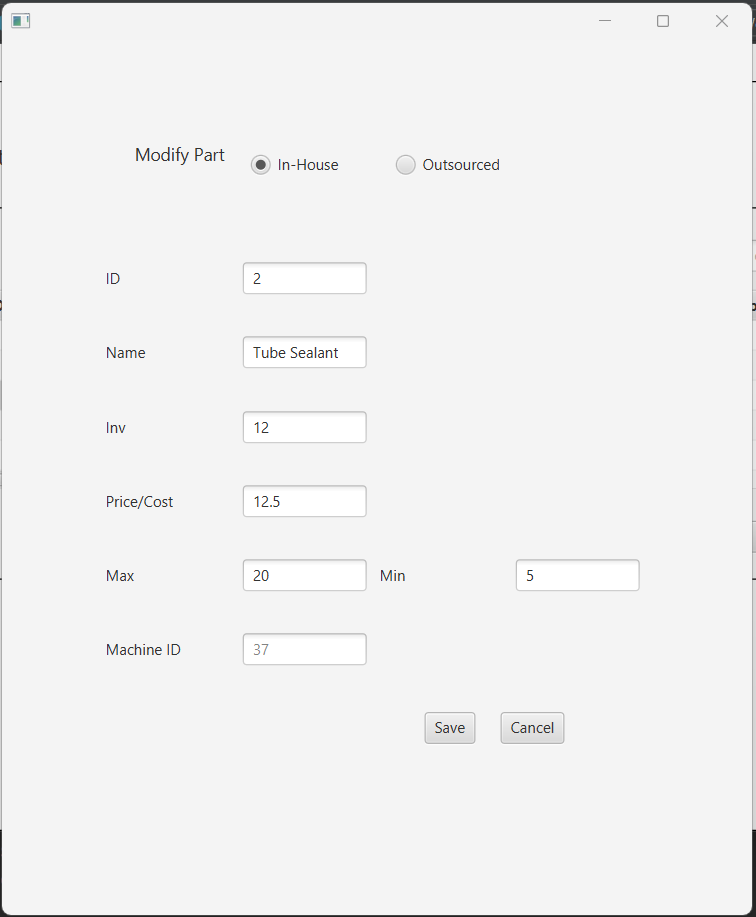 Modify Part
In-House Outsourced
ID 2
Name Tube Sealant
Inv 12
Price/Cost 12.5
Max 20 Min 5
Machine ID 37
Save Cancel